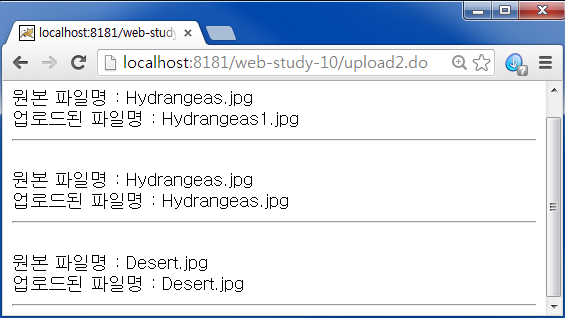 localhost:8181/web-stud
localhost:8181/web-study-10/upload2.do
원본 파일명 : Hydrangeas.jpg
업로드된 파일명 : Hydrangeas1.jpg
원본 파일명 : Hydrangeas.jpg
업로드된 파일명 : Hydrangeas.jpg
원본 파일명 : Desert.jpg
업로드된 파일명 : Desert.jpg